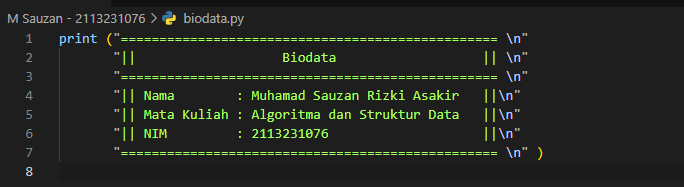 M Sauzan - 2113231076 > biodata.py
1 print ("================================================= \n"
2 "||                   Biodata                   || \n"
3 "================================================= \n"
4 "|| Nama        : Muhamad Sauzan Rizki Asakir   ||\n"
5 "|| Mata Kuliah : Algoritma dan Struktur Data   ||\n"
6 "|| NIM         : 2113231076                    ||\n"
7 "================================================= \n" )
8